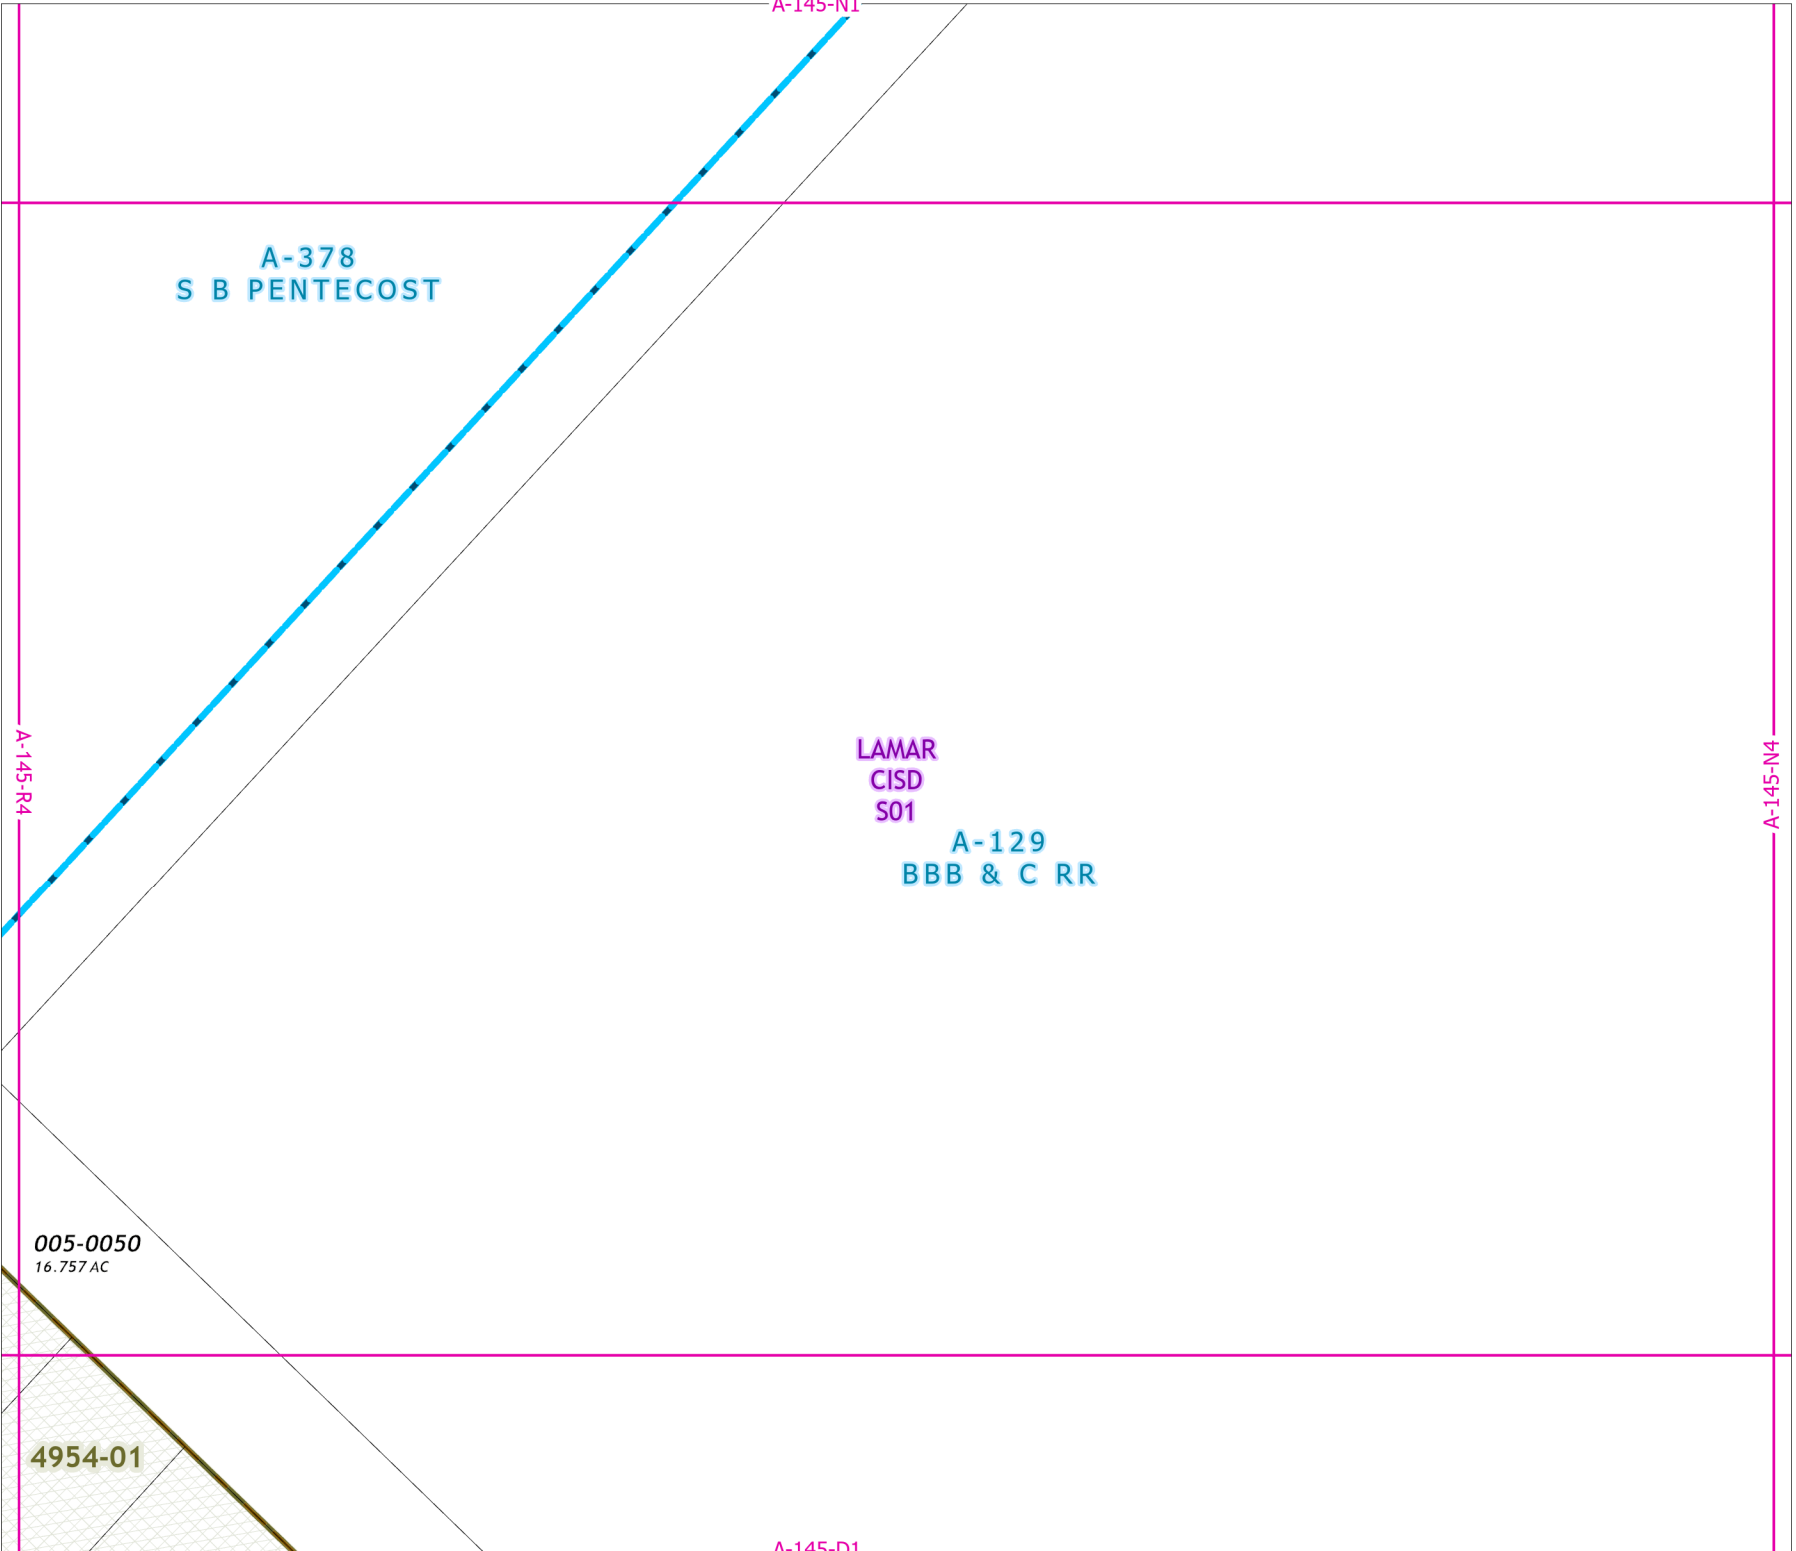 A-145-N1
A-378
S B PENTECOST
A-145-R4
LAMAR
CISD
S01
A-145-N4
A-129
BBB & C RR
005-0050
16.757 AC
4954-01
A-145-D1